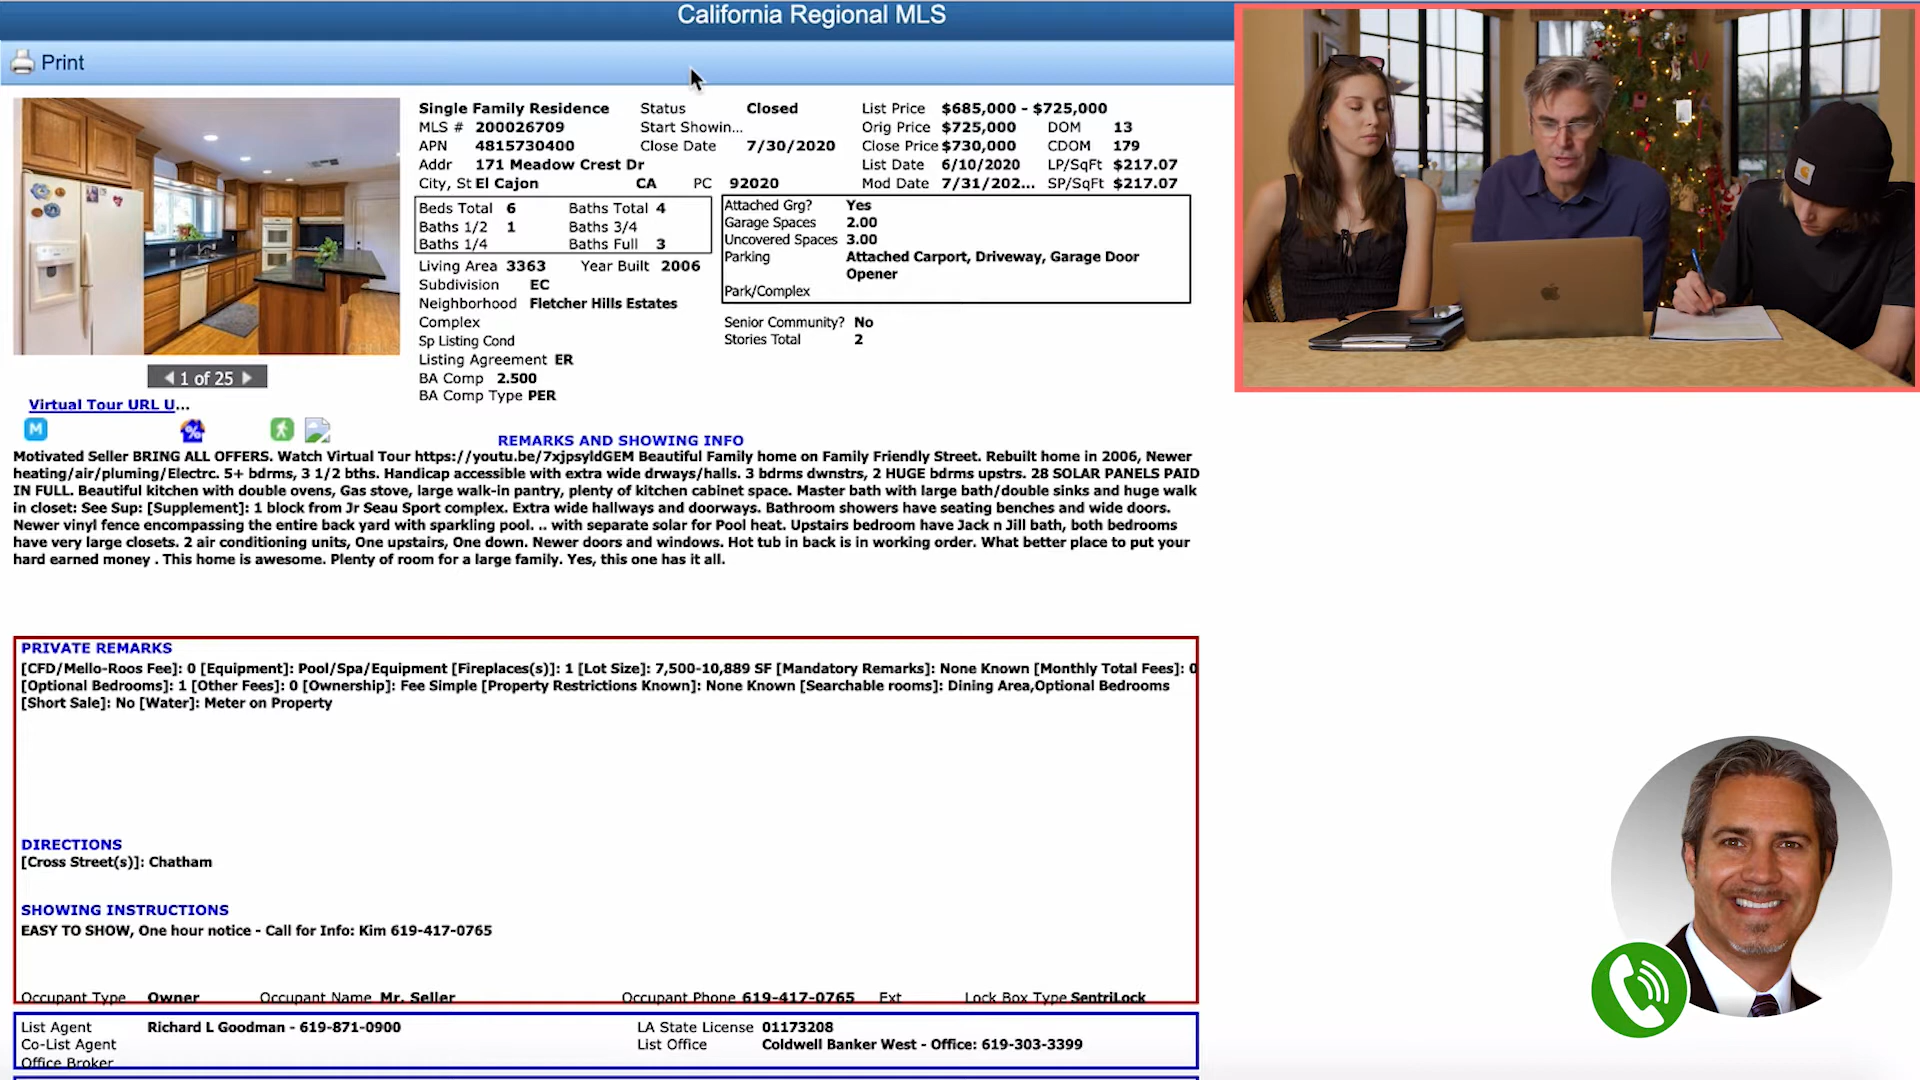 California Regional MLS
Print
Single Family Residence Status Closed List Price $685,000 - $725,000
MLS # 200026709 Start Showin... Orig Price $725,000 DOM 13
APN 4815730400 Close Date 7/30/2020 Close Price $730,000 CDOM 179
Addr 171 Meadow Crest Dr List Date 6/10/2020 LP/SqFt $217.07
City, St El Cajon CA PC 92020 Mod Date 7/31/202... SP/SqFt $217.07
Beds Total 6 Baths Total 4 Attached Grg? Yes
Baths 1/2 1 Baths 3/4 Garage Spaces 2.00
Baths 1/4 Baths Full 3 Uncovered Spaces 3.00
Parking Attached Carport, Driveway, Garage Door
Opener
Park/Complex
Living Area 3363 Year Built 2006
Subdivision EC
Neighborhood Fletcher Hills Estates
Complex Senior Community? No
Sp Listing Cond Stories Total 2
Listing Agreement ER
BA Comp 2.500
BA Comp Type PER
1 of 25
Virtual Tour URL U...
M %
REMARKS AND SHOWING INFO
Motivated Seller BRING ALL OFFERS. Watch Virtual Tour https://youtu.be/7xjpsyldGEM Beautiful Family home on Family Friendly Street. Rebuilt home in 2006, Newer
heating/air/pluming/Electrc. 5+ bdrms, 3 1/2 bths. Handicap accessible with extra wide drways/halls. 3 bdrms dwnstrs, 2 HUGE bdrms upstrs. 28 SOLAR PANELS PAID
IN FULL. Beautiful kitchen with double ovens, Gas stove, large walk-in pantry, plenty of kitchen cabinet space. Master bath with large bath/double sinks and huge walk
in closet: See Sup: [Supplement]: 1 block from Jr Seau Sport complex. Extra wide hallways and doorways. Bathroom showers have seating benches and wide doors.
Newer vinyl fence encompassing the entire back yard with sparkling pool. .. with separate solar for Pool heat. Upstairs bedroom have Jack n Jill bath, both bedrooms
have very large closets. 2 air conditioning units, One upstairs, One down. Newer doors and windows. Hot tub in back is in working order. What better place to put your
hard earned money . This home is awesome. Plenty of room for a large family. Yes, this one has it all.
PRIVATE REMARKS
[CFD/Mello-Roos Fee]: 0 [Equipment]: Pool/Spa/Equipment [Fireplaces(s)]: 1 [Lot Size]: 7,500-10,889 SF [Mandatory Remarks]: None Known [Monthly Total Fees]: 0
[Optional Bedrooms]: 1 [Other Fees]: 0 [Ownership]: Fee Simple [Property Restrictions Known]: None Known [Searchable rooms]: Dining Area,Optional Bedrooms
[Short Sale]: No [Water]: Meter on Property
DIRECTIONS
[Cross Street(s)]: Chatham
SHOWING INSTRUCTIONS
EASY TO SHOW, One hour notice - Call for Info: Kim 619-417-0765
Occupant Type Owner Occupant Name Mr. Seller Occupant Phone 619-417-0765 Ext Lock Box Type SentriLock
List Agent Richard L Goodman - 619-871-0900 LA State License 01173208
Co-List Agent List Office Coldwell Banker West - Office: 619-303-3399
Office Broker